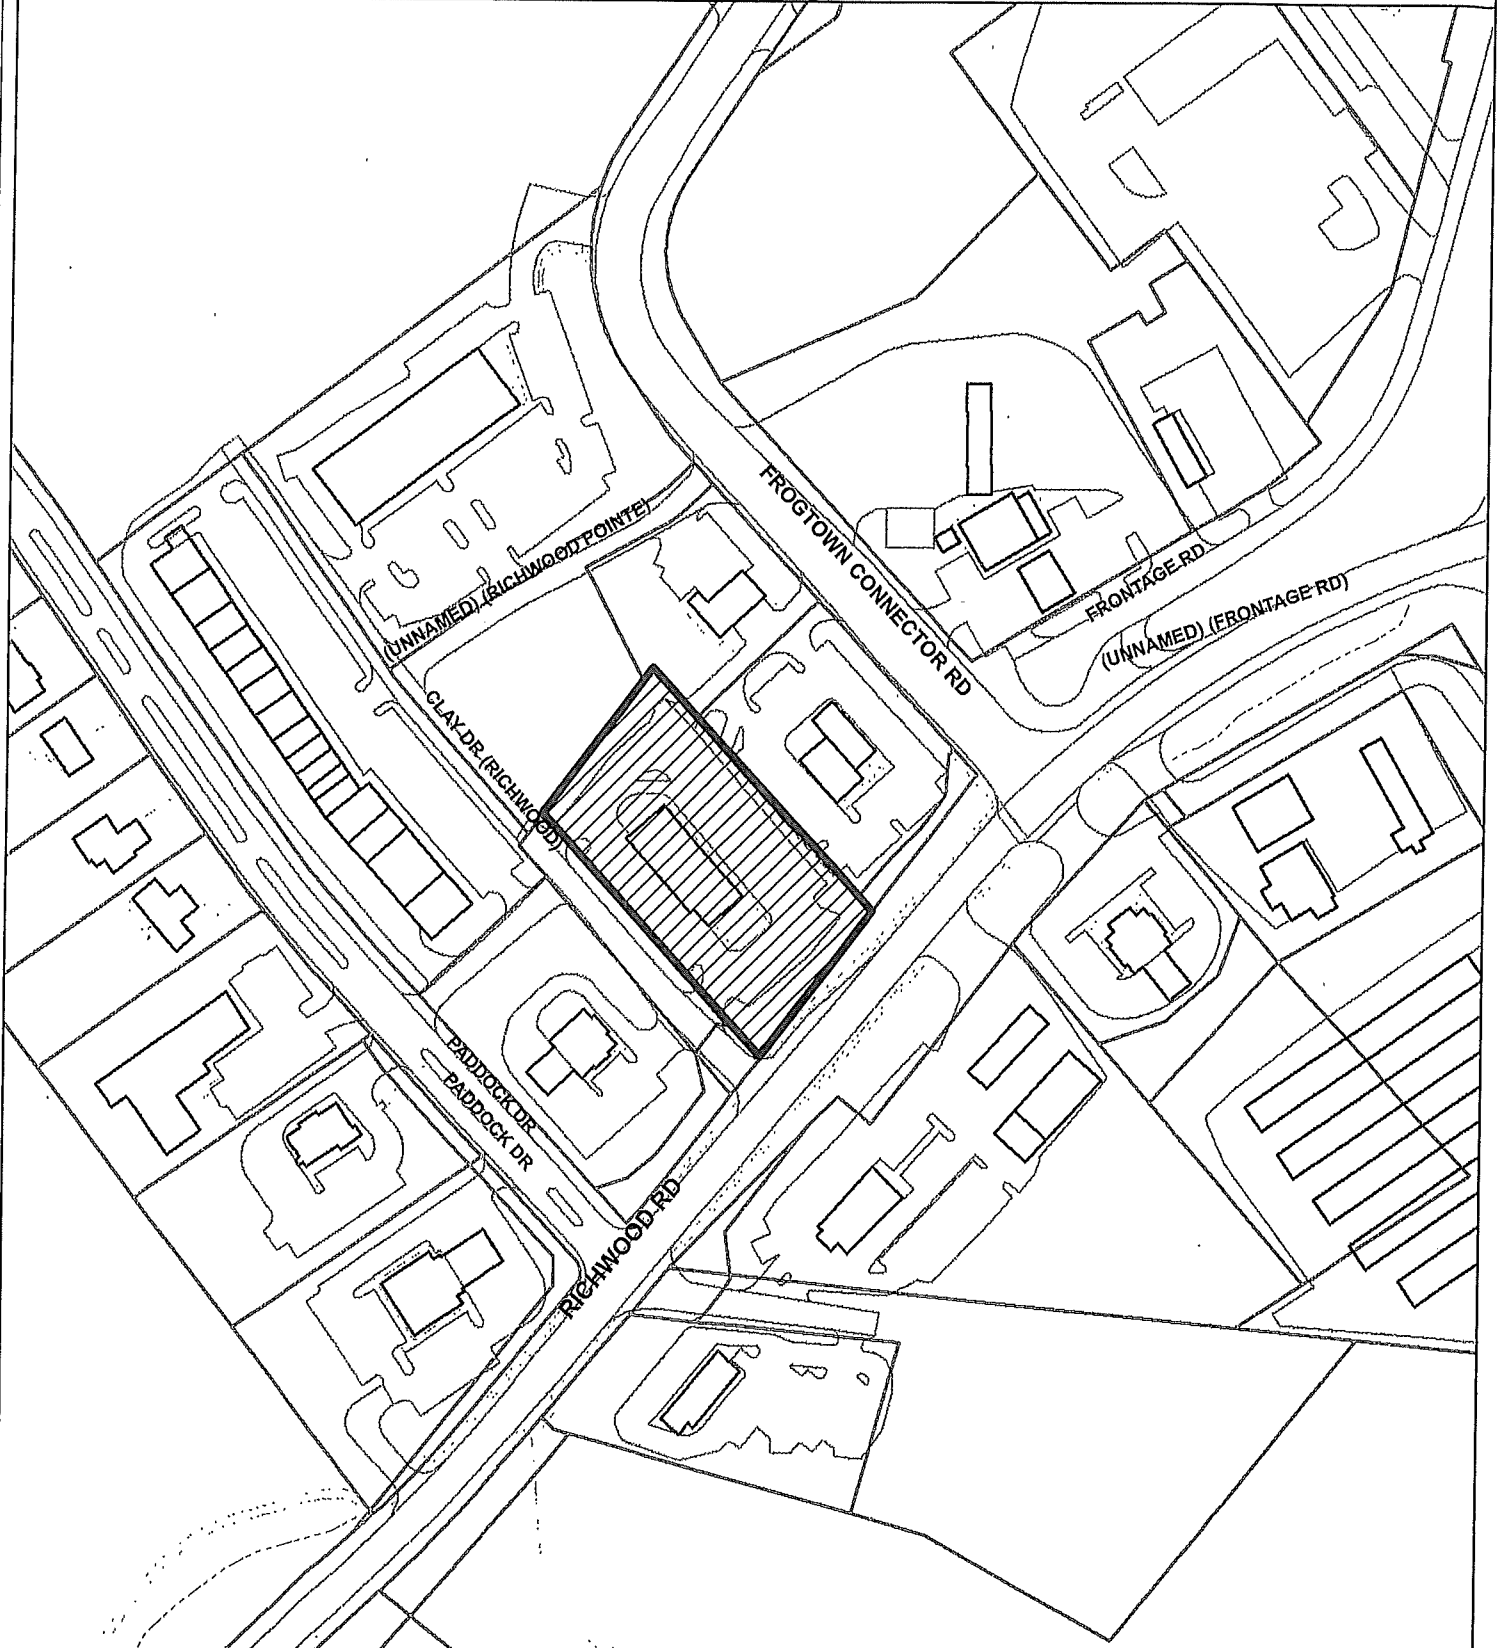 FROGTOWN CONNECTOR RD
(UNNAMED) (RICHWOOD POINTE)
FRONTAGE RD
(UNNAMED) (FRONTAGE RD)
CLAY DR (RICHWOOD)
PADDOCK DR
PADDOCK DR
RICHWOOD RD